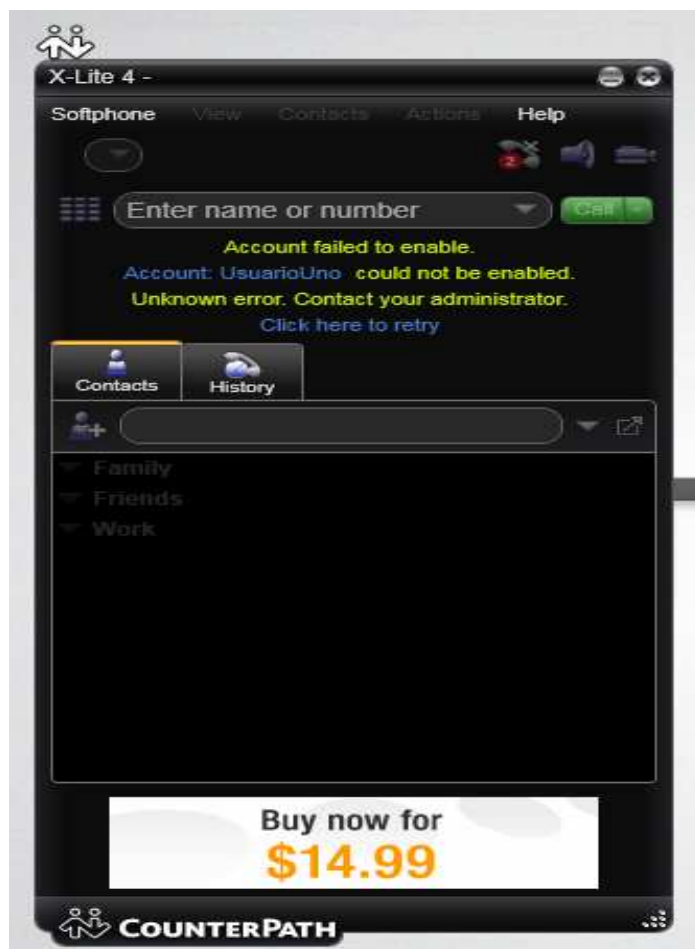 X-Lite 4 -
Softphone View Contacts Actions Help
2
Enter name or number Call
Account failed to enable.
Account: UsuarioUno could not be enabled.
Unknown error. Contact your administrator.
Click here to retry
Contacts History
Family
Friends
Work
Buy now for
$14.99
COUNTERPATH